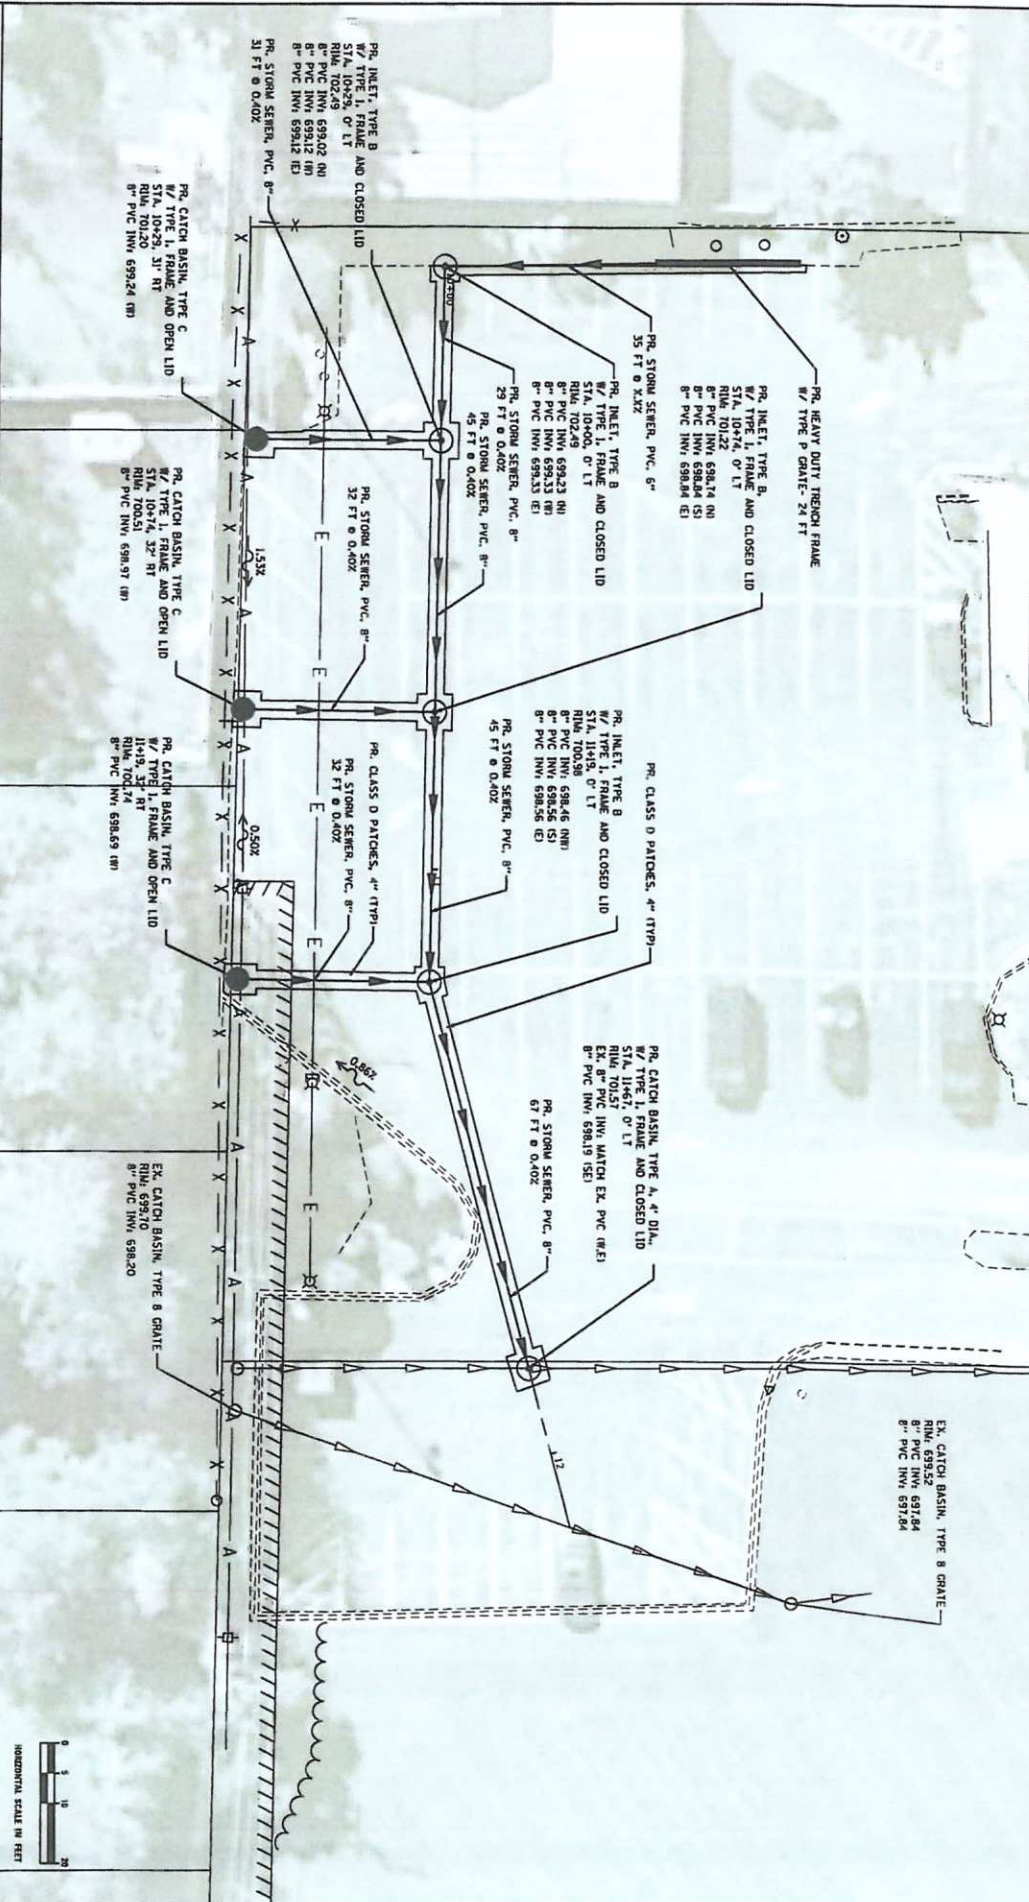 PR. INLET, TYPE B
W/ TYPE 1, FRAME AND CLOSED LID
STA. 10+29, 0' LT
RIM: 702.49
8" PVC INV: 699.02 (N)
8" PVC INV: 699.12 (W)
8" PVC INV: 699.12 (E)
PR. STORM SEWER, PVC, 8"
31 FT @ 0.40%
PR. CATCH BASIN, TYPE C
W/ TYPE 1, FRAME AND OPEN LID
STA. 10+29, 31' RT
RIM: 701.20
8" PVC INV: 699.24 (W)
PR. HEAVY DUTY TRENCH FRAME
W/ TYPE P GRATE- 24 FT
PR. INLET, TYPE B,
W/ TYPE 1, FRAME AND CLOSED LID
STA. 10+74, 0' LT
RIM: 701.22
8" PVC INV: 698.74 (N)
8" PVC INV: 698.84 (S)
8" PVC INV: 698.84 (E)
PR. STORM SEWER, PVC, 6"
35 FT @ X.X%
PR. INLET, TYPE B
W/ TYPE 1, FRAME AND CLOSED LID
STA. 10+00, 0' LT
RIM: 702.49
8" PVC INV: 699.23 (N)
8" PVC INV: 699.33 (W)
8" PVC INV: 699.33 (E)
PR. STORM SEWER, PVC, 8"
29 FT @ 0.40%
PR. STORM SEWER, PVC, 8"
45 FT @ 0.40%
10+00
PR. STORM SEWER, PVC, 8"
32 FT @ 0.40%
PR. CATCH BASIN, TYPE C
W/ TYPE 1, FRAME AND OPEN LID
STA. 10+74, 32' RT
RIM: 700.51
8" PVC INV: 698.97 (W)
1.53%
PR. CLASS D PATCHES, 4" (TYP)
PR. INLET, TYPE B
W/ TYPE 1, FRAME AND CLOSED LID
STA. 11+19, 0' LT
RIM: 700.98
8" PVC INV: 698.46 (NW)
8" PVC INV: 698.56 (S)
8" PVC INV: 698.56 (E)
PR. STORM SEWER, PVC, 8"
45 FT @ 0.40%
PR. CLASS D PATCHES, 4" (TYP)
PR. STORM SEWER, PVC, 8"
32 FT @ 0.40%
0.50%
PR. CATCH BASIN, TYPE C
W/ TYPE 1, FRAME AND OPEN LID
11+19, 32' RT
8" PVC INV: 698.69 (W)
PR. CATCH BASIN, TYPE A, 4' DIA.,
W/ TYPE 1, FRAME AND CLOSED LID
STA. 11+67, 0' LT
RIM: 701.57
EX. 8" PVC INV: MATCH EX. PVC (W,E)
8" PVC INV: 698.19 (SE)
PR. STORM SEWER, PVC, 8"
67 FT @ 0.40%
0.86%
EX. CATCH BASIN, TYPE 8 GRATE
RIM: 699.70
8" PVC INV: 698.20
EX. CATCH BASIN, TYPE 8 GRATE
RIM: 699.52
8" PVC INV: 697.84
8" PVC INV: 697.84
12
X X X X X X X X X X X X X
A A A A A A A A
E E E E E
0 5 10 20
HORIZONTAL SCALE IN FEET